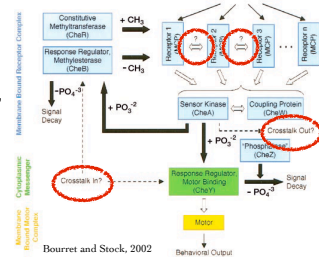 Membrane Bound Receptor Complex
Cytoplasmic
Messenger
Membrane
Bound Motor
Complex
Constitutive
Methyltransferase
(CheR)
+ CH3
Response Regulator,
Methylesterase
(CheB)
- CH3
Receptor 1
(MCP)
?
Receptor 2
(MCP)
?
Receptor 3
(MCP)
Receptor n
(MCP)
-PO4-3
Signal
Decay
+ PO3-2
Sensor Kinase
(CheA)
Coupling Protein
(CheW)
Crosstalk Out?
+ PO3-2
"Phosphatase"
(CheZ)
Crosstalk In?
Response Regulator,
Motor Binding
(CheY)
Signal
Decay
- PO4-3
Motor
Bourret and Stock, 2002
Behavioral Output